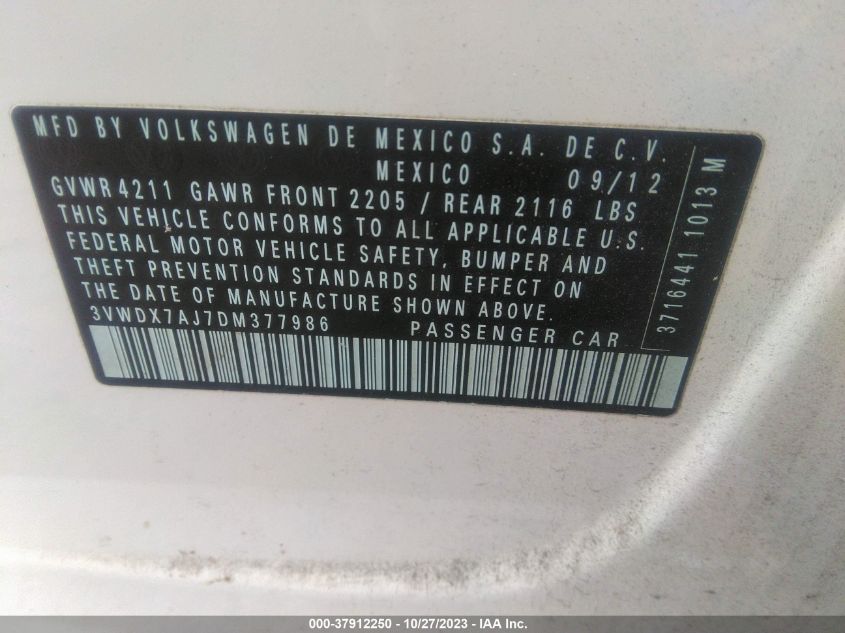 MFD BY VOLKSWAGEN DE MEXICO S.A. DE C.V.
MEXICO 09/12
GVWR 4211 GAWR FRONT 2205 / REAR 2116 LBS
THIS VEHICLE CONFORMS TO ALL APPLICABLE U.S.
FEDERAL MOTOR VEHICLE SAFETY, BUMPER AND
THEFT PREVENTION STANDARDS IN EFFECT ON
THE DATE OF MANUFACTURE SHOWN ABOVE.
3VWDX7AJ7DM377986 PASSENGER CAR
3716441 1013 M
000-37912250 - 10/27/2023 - IAA Inc.